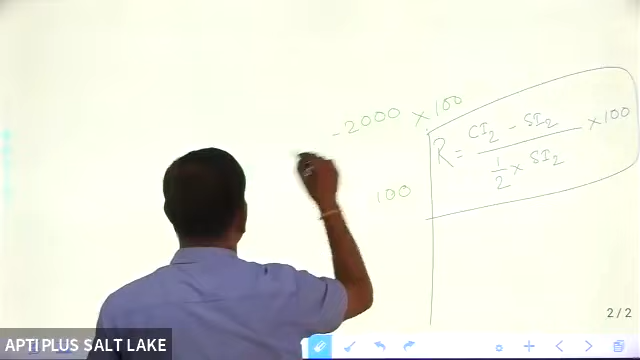 -2000 × 100
100
R = CI₂ - SI₂ / ½ × SI₂ × 100
2/2
APTI PLUS SALT LAKE